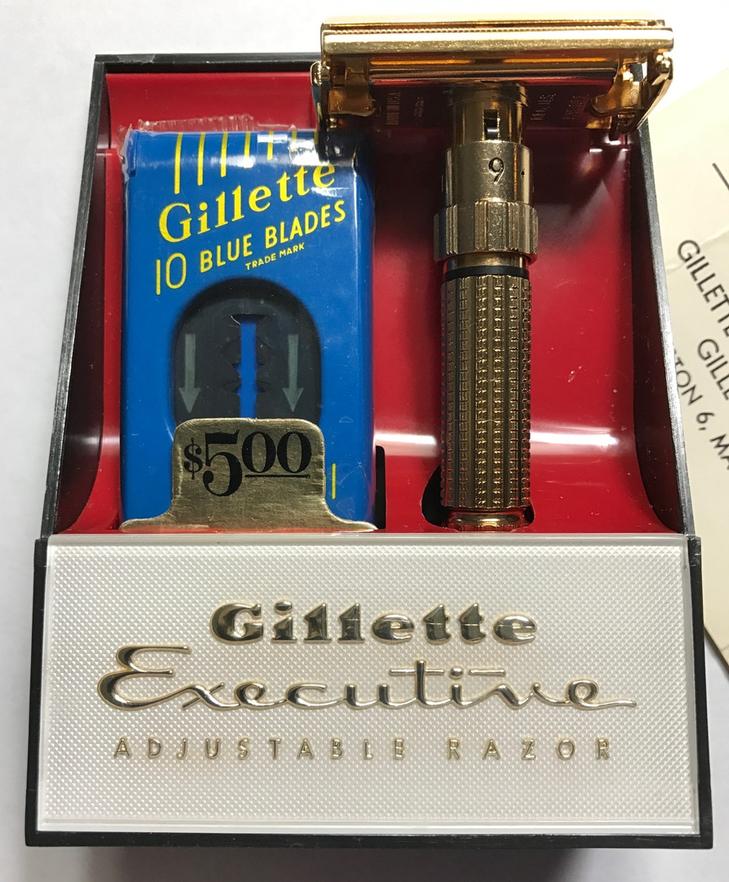 Gillette
10 BLUE BLADES
TRADE MARK
$5.00
9
Gillette
Executive
ADJUSTABLE RAZOR
GILLETTE
GILLE
TON 6, MA